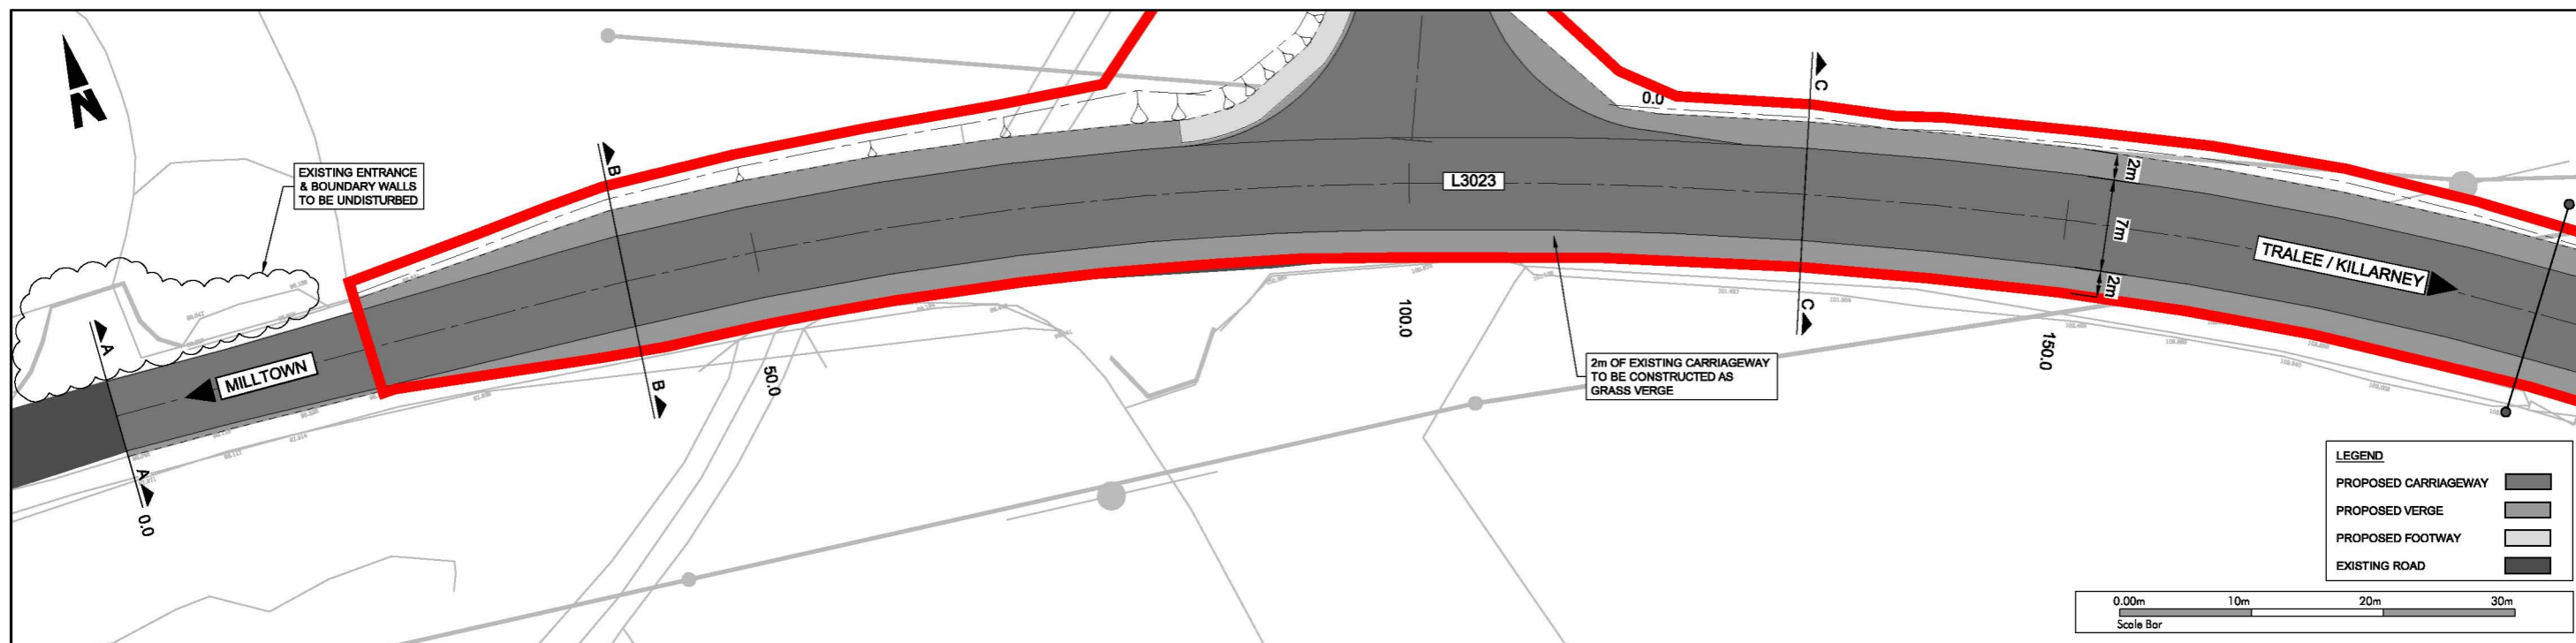 N
EXISTING ENTRANCE
& BOUNDARY WALLS
TO BE UNDISTURBED
A
A
0.0
MILLTOWN
B
B
50.0
L3023
100.0
0.0
C
C
2m OF EXISTING CARRIAGEWAY
TO BE CONSTRUCTED AS
GRASS VERGE
2m
7m
2m
150.0
TRALEE / KILLARNEY
LEGEND
PROPOSED CARRIAGEWAY
PROPOSED VERGE
PROPOSED FOOTWAY
EXISTING ROAD
0.00m 10m 20m 30m
Scale Bar